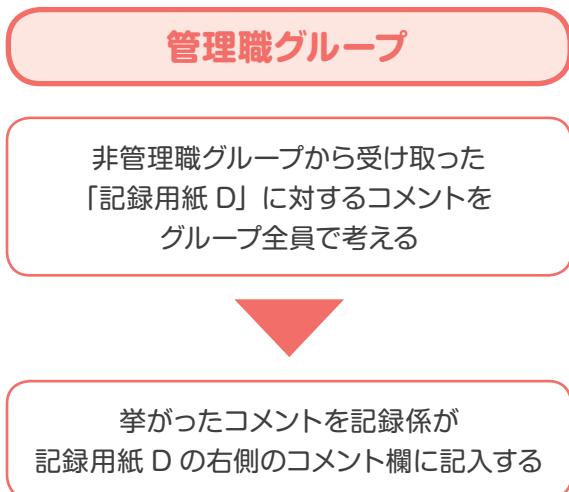 管理職グループ
非管理職グループから受け取った
「記録用紙 D」に対するコメントを
グループ全員で考える
挙がったコメントを記録係が
記録用紙 D の右側のコメント欄に記入する